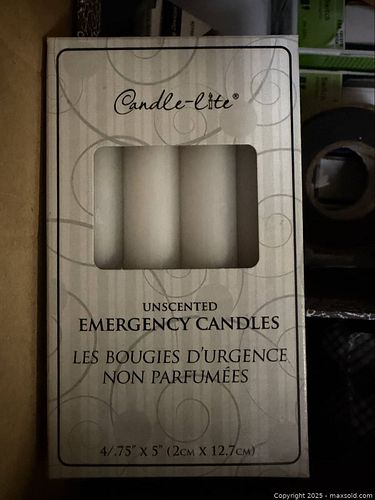 Candle-lite®
UNSCENTED
EMERGENCY CANDLES
LES BOUGIES D'URGENCE
NON PARFUMÉES
4/.75" X 5" (2CM X 12.7CM)
Copyright 2025 - maxsold.com